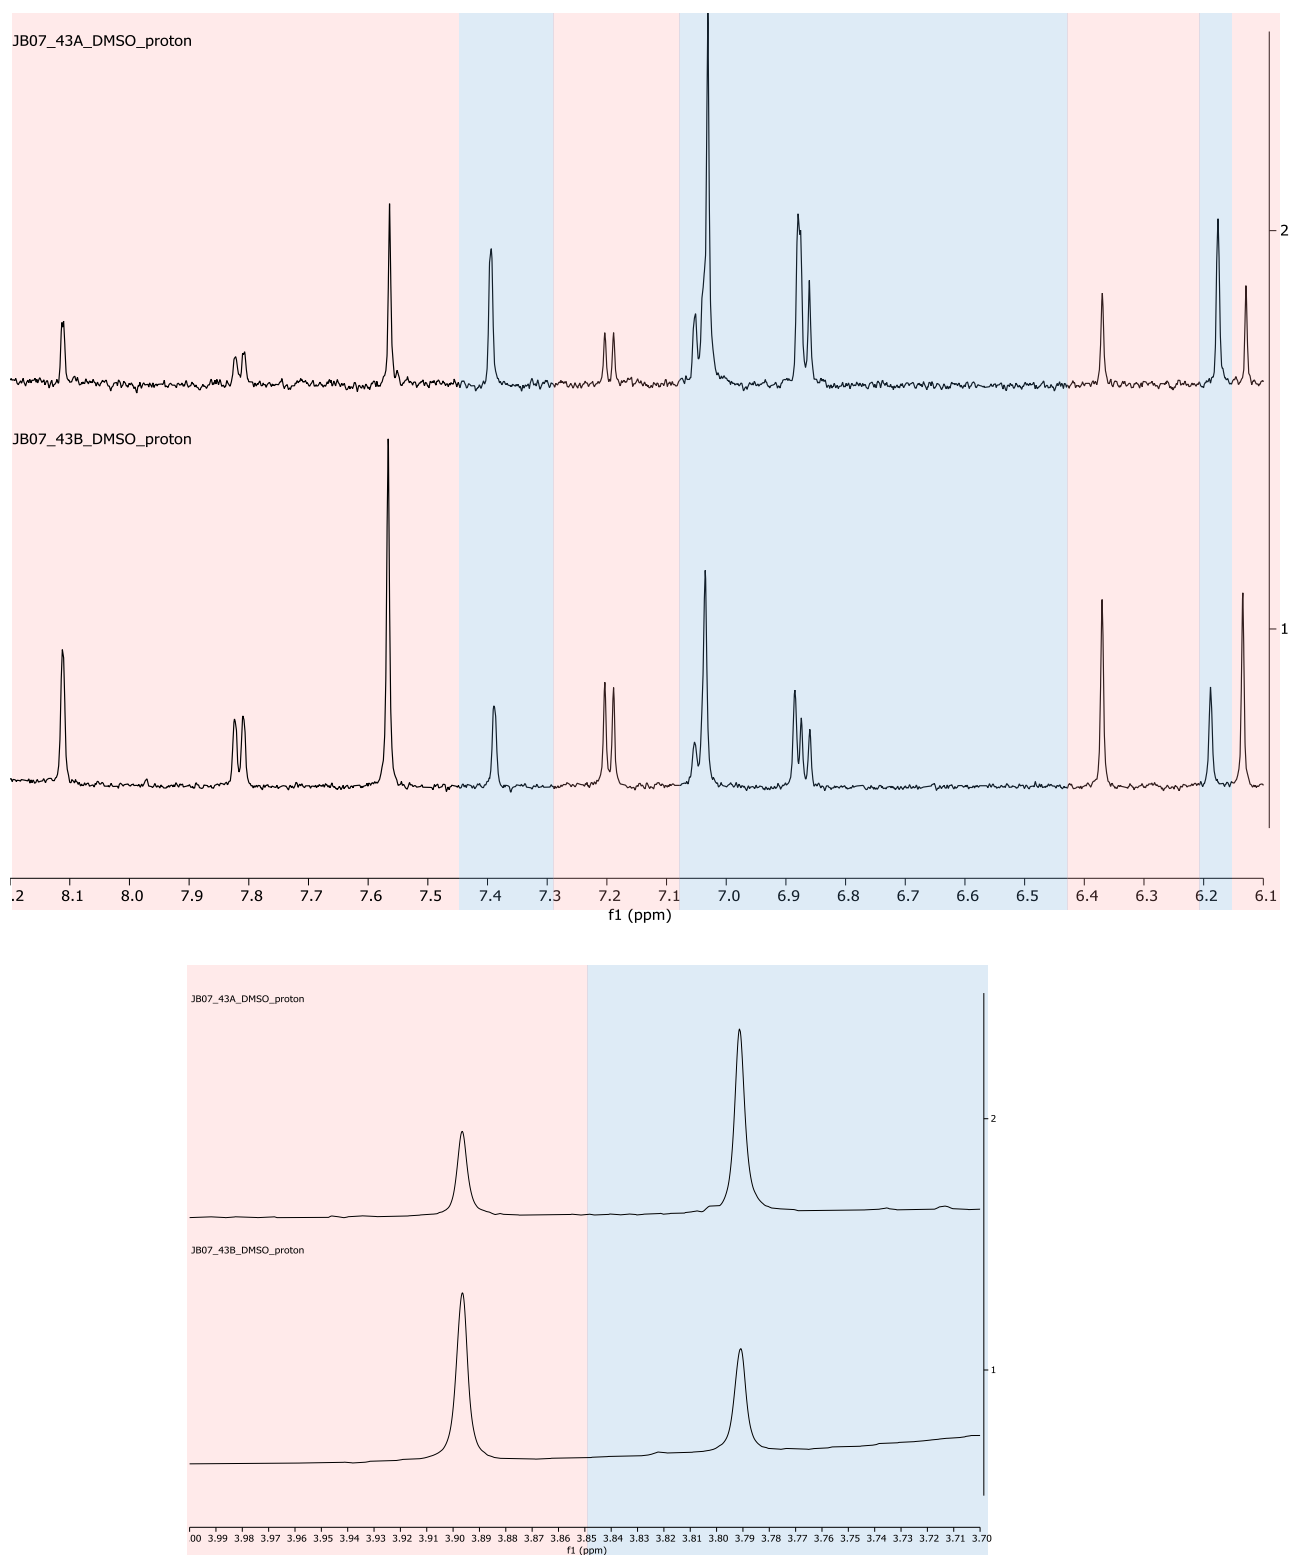 JB07_43A_DMSO_proton
2
JB07_43B_DMSO_proton
1
.2 8.1 8.0 7.9 7.8 7.7 7.6 7.5 7.4 7.3 7.2 7.1 7.0 6.9 6.8 6.7 6.6 6.5 6.4 6.3 6.2 6.1
f1 (ppm)
JB07_43A_DMSO_proton
2
JB07_43B_DMSO_proton
1
00 3.99 3.98 3.97 3.96 3.95 3.94 3.93 3.92 3.91 3.90 3.89 3.88 3.87 3.86 3.85 3.84 3.83 3.82 3.81 3.80 3.79 3.78 3.77 3.76 3.75 3.74 3.73 3.72 3.71 3.70
f1 (ppm)